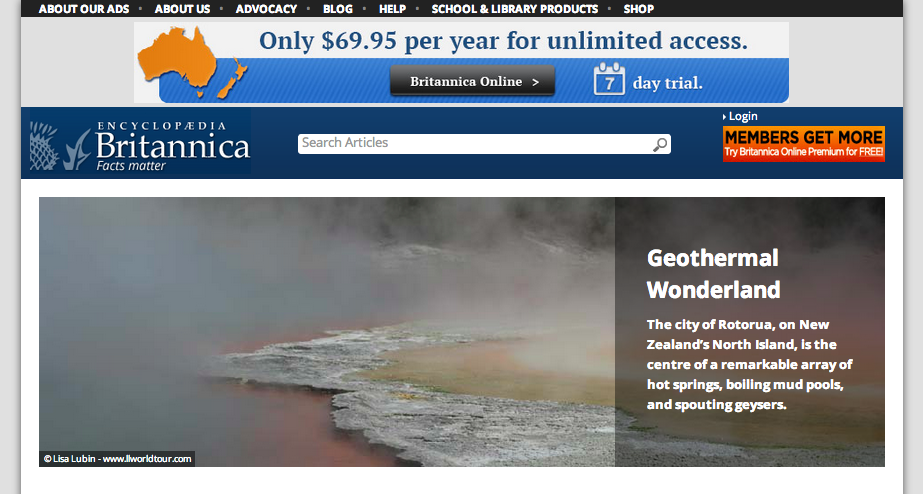 ABOUT OUR ADS • ABOUT US • ADVOCACY • BLOG • HELP • SCHOOL & LIBRARY PRODUCTS • SHOP
Only $69.95 per year for unlimited access.
Britannica Online >
7 day trial.
Login
ENCYCLOPÆDIA
Britannica
Facts matter
Search Articles
MEMBERS GET MORE
Try Britannica Online Premium for FREE!
Geothermal
Wonderland
The city of Rotorua, on New
Zealand's North Island, is the
centre of a remarkable array of
hot springs, boiling mud pools,
and spouting geysers.
© Lisa Lubin - www.llworldtour.com